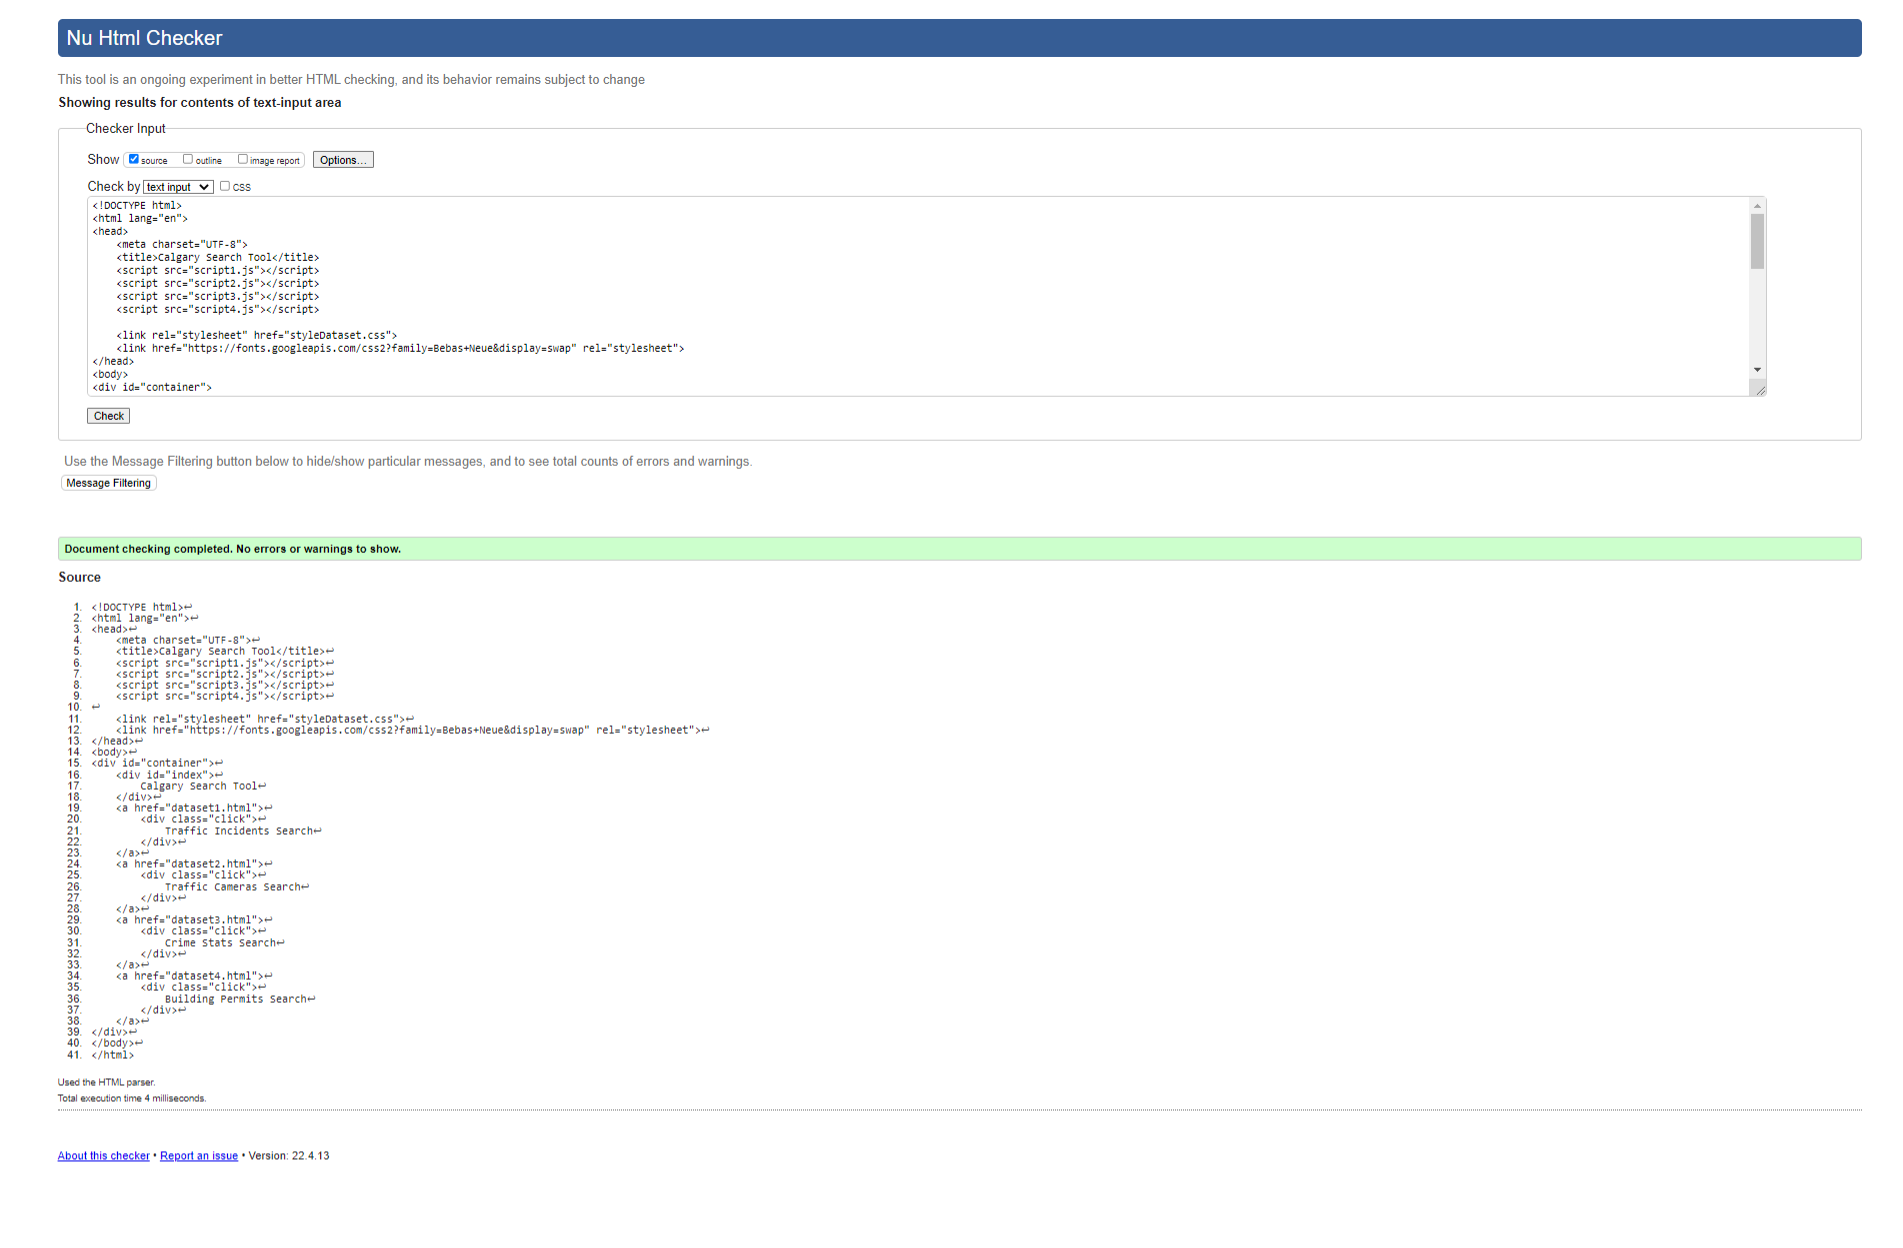 Nu Html Checker
This tool is an ongoing experiment in better HTML checking, and its behavior remains subject to change
Showing results for contents of text-input area
Checker Input
Show source outline image report Options...
Check by text input css
<!DOCTYPE html>
<html lang="en">
<head>
    <meta charset="UTF-8">
    <title>Calgary Search Tool</title>
    <script src="script1.js"></script>
    <script src="script2.js"></script>
    <script src="script3.js"></script>
    <script src="script4.js"></script>

    <link rel="stylesheet" href="styleDataset.css">
    <link href="https://fonts.googleapis.com/css2?family=Bebas+Neue&display=swap" rel="stylesheet">
</head>
<body>
<div id="container">
Check
Use the Message Filtering button below to hide/show particular messages, and to see total counts of errors and warnings.
Message Filtering
Document checking completed. No errors or warnings to show.
Source
1. <!DOCTYPE html>↩
2. <html lang="en">↩
3. <head>↩
4.     <meta charset="UTF-8">↩
5.     <title>Calgary Search Tool</title>↩
6.     <script src="script1.js"></script>↩
7.     <script src="script2.js"></script>↩
8.     <script src="script3.js"></script>↩
9.     <script src="script4.js"></script>↩
10. ↩
11.     <link rel="stylesheet" href="styleDataset.css">↩
12.     <link href="https://fonts.googleapis.com/css2?family=Bebas+Neue&display=swap" rel="stylesheet">↩
13. </head>↩
14. <body>↩
15. <div id="container">↩
16.     <div id="index">↩
17.         Calgary Search Tool↩
18.     </div>↩
19.     <a href="dataset1.html">↩
20.         <div class="click">↩
21.             Traffic Incidents Search↩
22.         </div>↩
23.     </a>↩
24.     <a href="dataset2.html">↩
25.         <div class="click">↩
26.             Traffic Cameras Search↩
27.         </div>↩
28.     </a>↩
29.     <a href="dataset3.html">↩
30.         <div class="click">↩
31.             Crime Stats Search↩
32.         </div>↩
33.     </a>↩
34.     <a href="dataset4.html">↩
35.         <div class="click">↩
36.             Building Permits Search↩
37.         </div>↩
38.     </a>↩
39. </div>↩
40. </body>↩
41. </html>
Used the HTML parser.
Total execution time 4 milliseconds.
About this checker • Report an issue • Version: 22.4.13